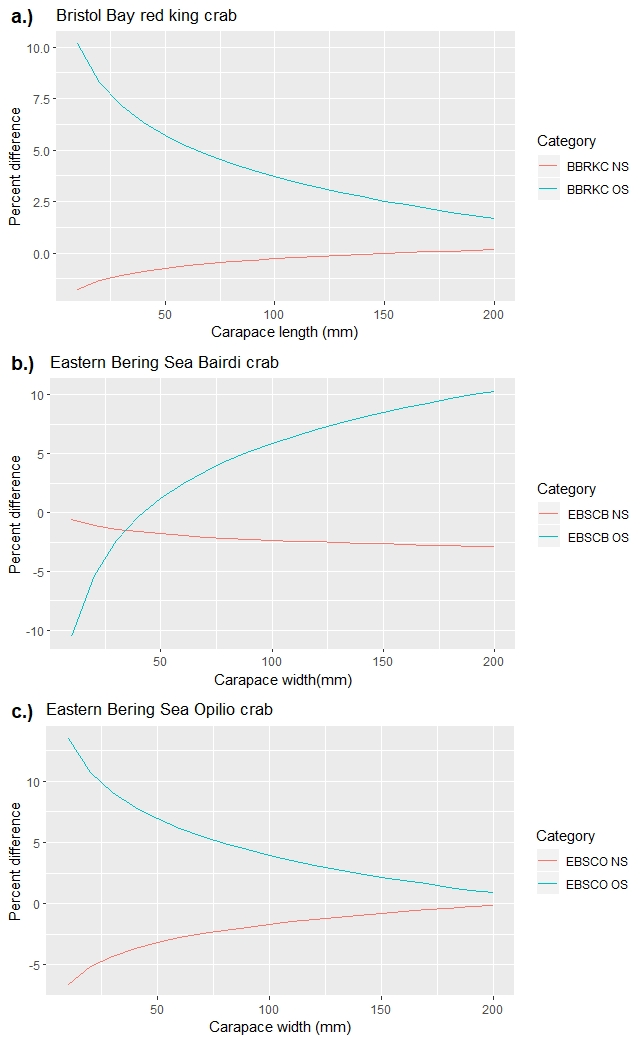 a.) Bristol Bay red king crab
10.0
7.5
5.0
2.5
0.0
Percent difference
50 100 150 200
Carapace length (mm)
Category
BBRKC NS
BBRKC OS
b.) Eastern Bering Sea Bairdi crab
10
5
0
-5
-10
Percent difference
50 100 150 200
Carapace width(mm)
Category
EBSCB NS
EBSCB OS
c.) Eastern Bering Sea Opilio crab
10
5
0
-5
Percent difference
50 100 150 200
Carapace width (mm)
Category
EBSCO NS
EBSCO OS